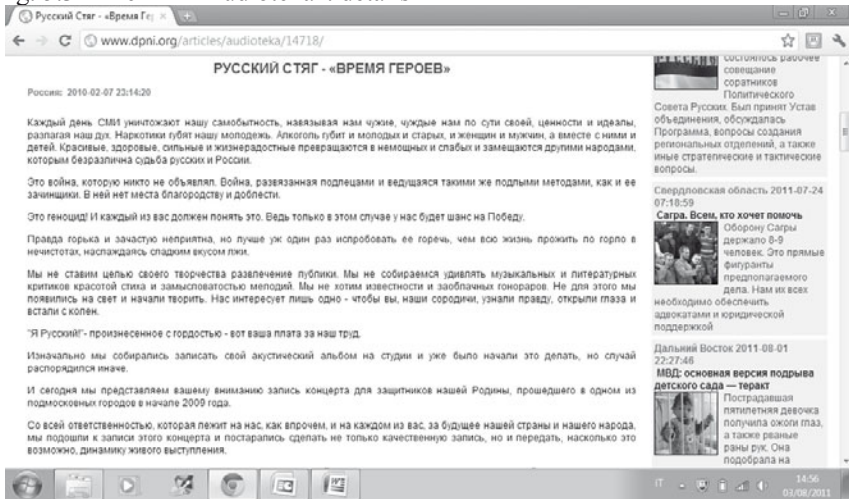 Русский Стяг - «Время Гер
www.dpni.org/articles/audioteka/14718/
РУССКИЙ СТЯГ - «ВРЕМЯ ГЕРОЕВ»
Россия: 2010-02-07 23:14:20
Каждый день СМИ уничтожают нашу самобытность, навязывая нам чужие, чуждые нам по сути своей, ценности и идеалы,
разлагая наш дух. Наркотики губят нашу молодежь. Алкоголь губит и молодых и старых, и женщин и мужчин, а вместе с ними и
детей. Красивые, здоровые, сильные и жизнерадостные превращаются в немощных и слабых и замещаются другими народами,
которым безразлична судьба русских и России.
Это война, которую никто не объявлял. Война, развязанная подлецами и ведущаяся такими же подлыми методами, как и ее
зачинщики. В ней нет места благородству и доблести.
Это геноцид! И каждый из вас должен понять это. Ведь только в этом случае у нас будет шанс на Победу.
Правда горька и зачастую неприятна, но лучше уж один раз испробовать ее горечь, чем всю жизнь прожить по горло в
нечистотах, наслаждаясь сладким вкусом лжи.
Мы не ставим целью своего творчества развлечение публики. Мы не собираемся удивлять музыкальных и литературных
критиков красотой стиха и замысловатостью мелодий. Мы не хотим известности и заоблачных гонораров. Не для этого мы
появились на свет и начали творить. Нас интересует лишь одно - чтобы вы, наши сородичи, узнали правду, открыли глаза и
встали с колен.
"Я Русский!"- произнесенное с гордостью - вот ваша плата за наш труд.
Изначально мы собирались записать свой акустический альбом на студии и уже было начали это делать, но случай
распорядился иначе.
И сегодня мы представляем вашему вниманию запись концерта для защитников нашей Родины, прошедшего в одном из
подмосковных городов в начале 2009 года.
Со всей ответственностью, которая лежит на нас, как впрочем, и на каждом из вас, за будущее нашей страны и нашего народа,
мы подошли к записи этого концерта и постарались сделать не только качественную запись, но и передать, насколько это
возможно, динамику живого выступления.
состоялось рабочее
совещание
соратников
Политического
Совета Русских. Был принят Устав
объединения, обсуждалась
Программа, вопросы создания
региональных отделений, а также
иные стратегические и тактические
вопросы.
Свердловская область 2011-07-24
07:18:59
Сагра. Всем, кто хочет помочь
Оборону Сагры
держало 8-9
человек. Это прямые
фигуранты
предполагаемого
дела. Нам их всех
необходимо обеспечить
адвокатами и юридической
поддержкой
Дальний Восток 2011-08-01
22:27:46
МВД: основная версия подрыва
детского сада — теракт
Пострадавшая
пятилетняя девочка
получила ожоги глаз,
а также рваные
раны рук. Она
подобрала на
IT
14:56
03/08/2011